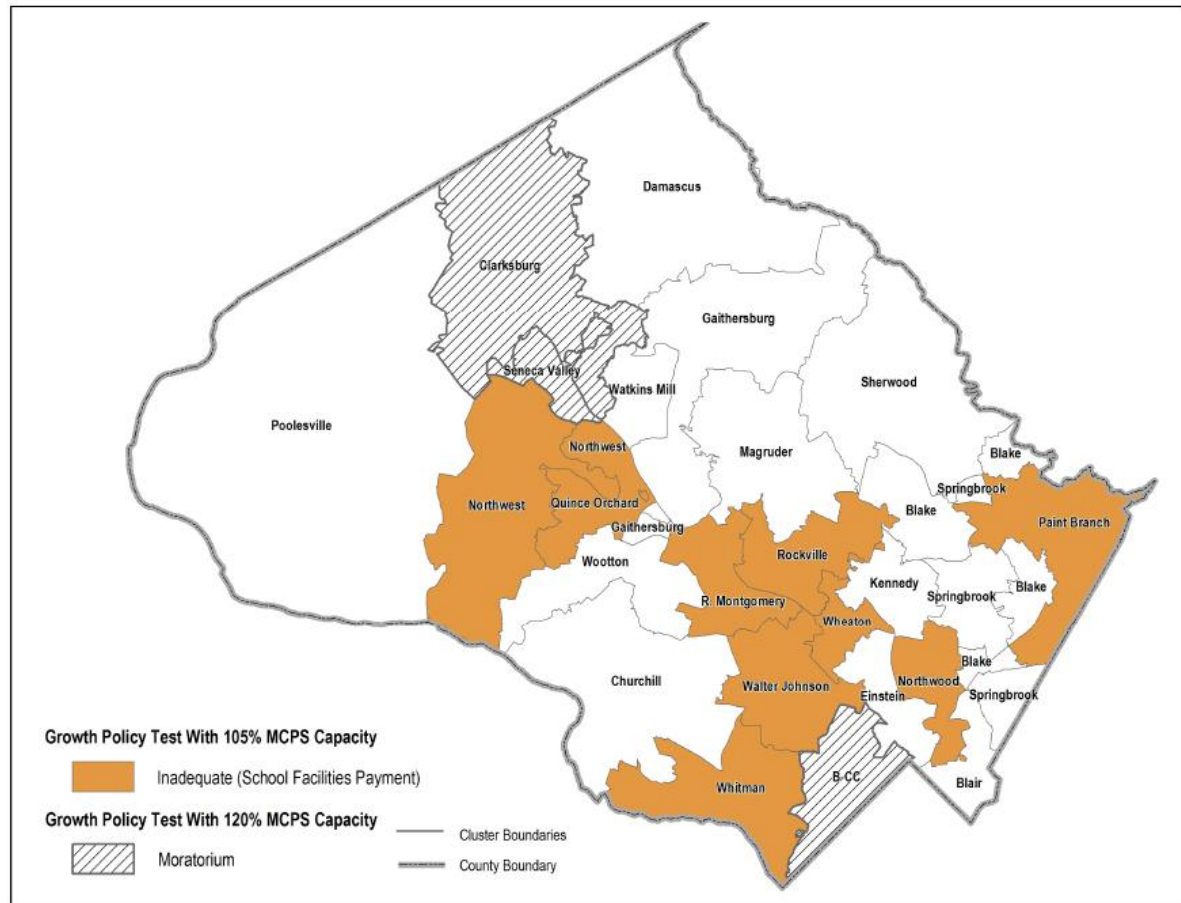 Damascus
Clarksburg
Gaithersburg
Seneca Valley
Watkins Mill
Sherwood
Poolesville
Magruder
Northwest
Blake
Springbrook
Northwest
Quince Orchard
Blake
Paint Branch
Gaithersburg
Rockville
Wootton
Kennedy
Springbrook
Blake
R. Montgomery
Wheaton
Blake
Churchill
Walter Johnson
Northwood
Einstein
Springbrook
Whitman
B-CC
Blair
Growth Policy Test With 105% MCPS Capacity
Inadequate (School Facilities Payment)
Growth Policy Test With 120% MCPS Capacity
Moratorium
Cluster Boundaries
County Boundary